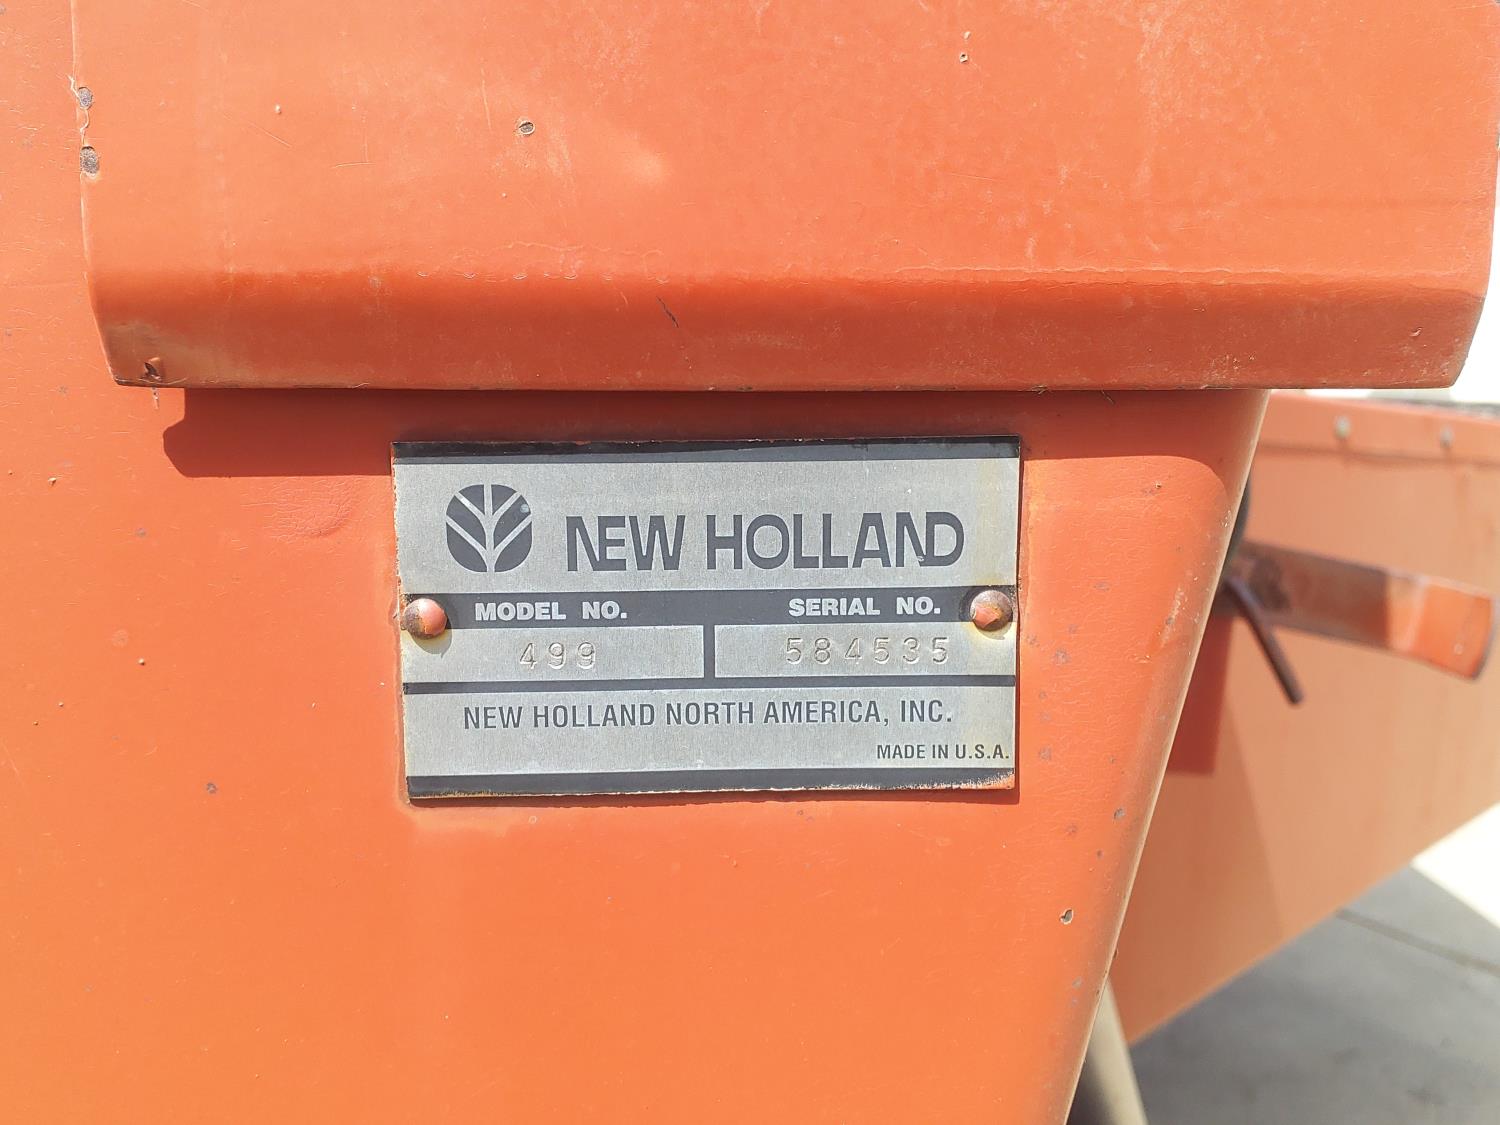 NEW HOLLAND
MODEL NO. SERIAL NO.
499 584535
NEW HOLLAND NORTH AMERICA, INC.
MADE IN U.S.A.